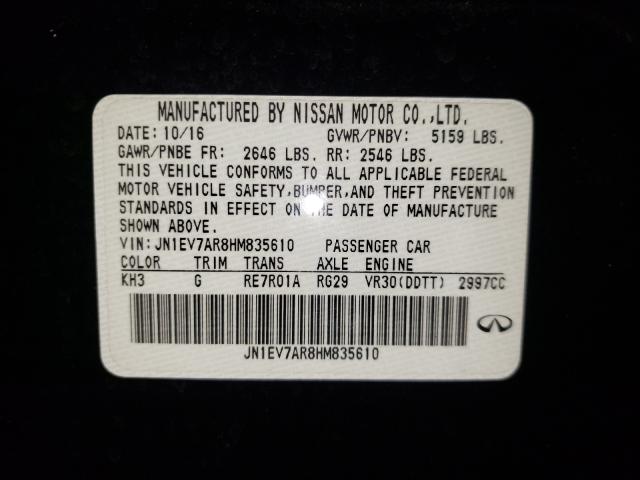 MANUFACTURED BY NISSAN MOTOR CO.,LTD.
DATE: 10/16 GVWR/PNBV: 5159 LBS.
GAWR/PNBE FR: 2646 LBS. RR: 2546 LBS.
THIS VEHICLE CONFORMS TO ALL APPLICABLE FEDERAL
MOTOR VEHICLE SAFETY,BUMPER,AND THEFT PREVENTION
STANDARDS IN EFFECT ON THE DATE OF MANUFACTURE
SHOWN ABOVE.
VIN: JN1EV7AR8HM835610 PASSENGER CAR
COLOR TRIM TRANS AXLE ENGINE
KH3 G RE7R01A RG29 VR30(DDTT) 2997CC
JN1EV7AR8HM835610